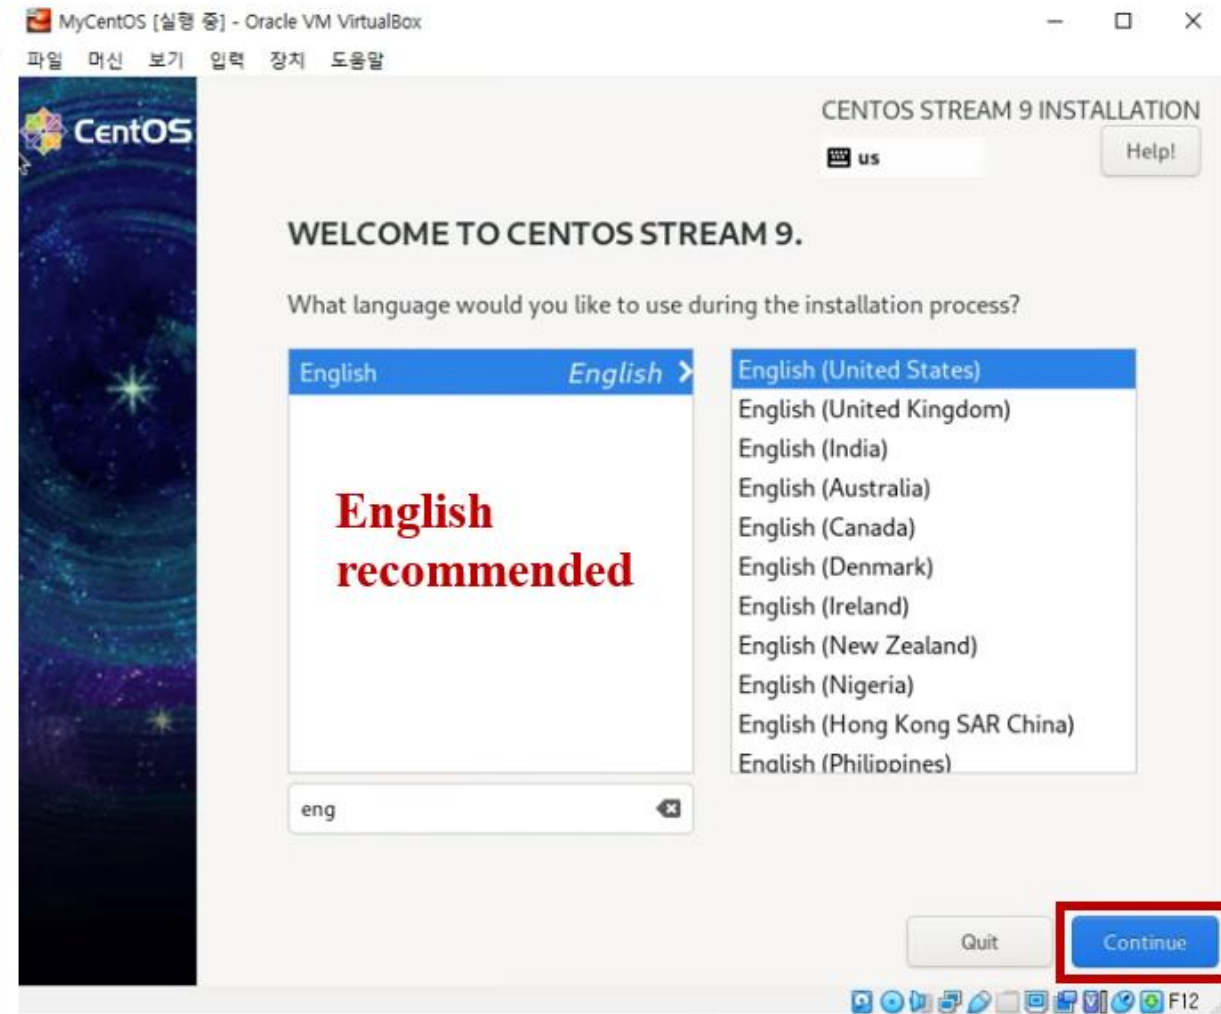 MyCentOS [실행 중] - Oracle VM VirtualBox
파일 머신 보기 입력 장치 도움말
CentOS
CENTOS STREAM 9 INSTALLATION
us
Help!
WELCOME TO CENTOS STREAM 9.
What language would you like to use during the installation process?
English English
English
recommended
eng
English (United States)
English (United Kingdom)
English (India)
English (Australia)
English (Canada)
English (Denmark)
English (Ireland)
English (New Zealand)
English (Nigeria)
English (Hong Kong SAR China)
English (Philippines)
Quit Continue
F12